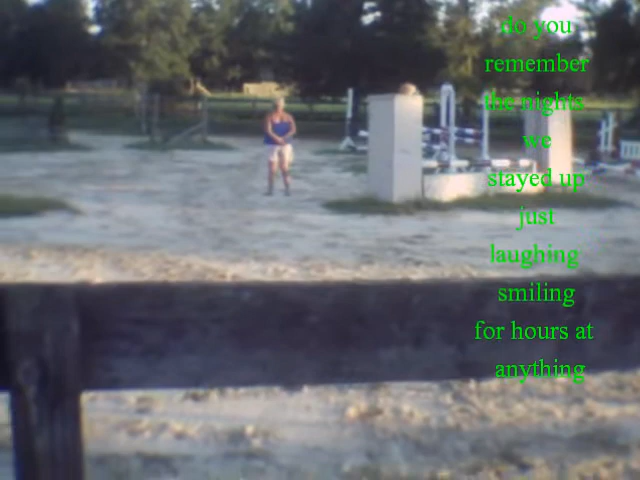 do you
remember
the nights
we
stayed up
just
laughing
smiling
for hours at
anything